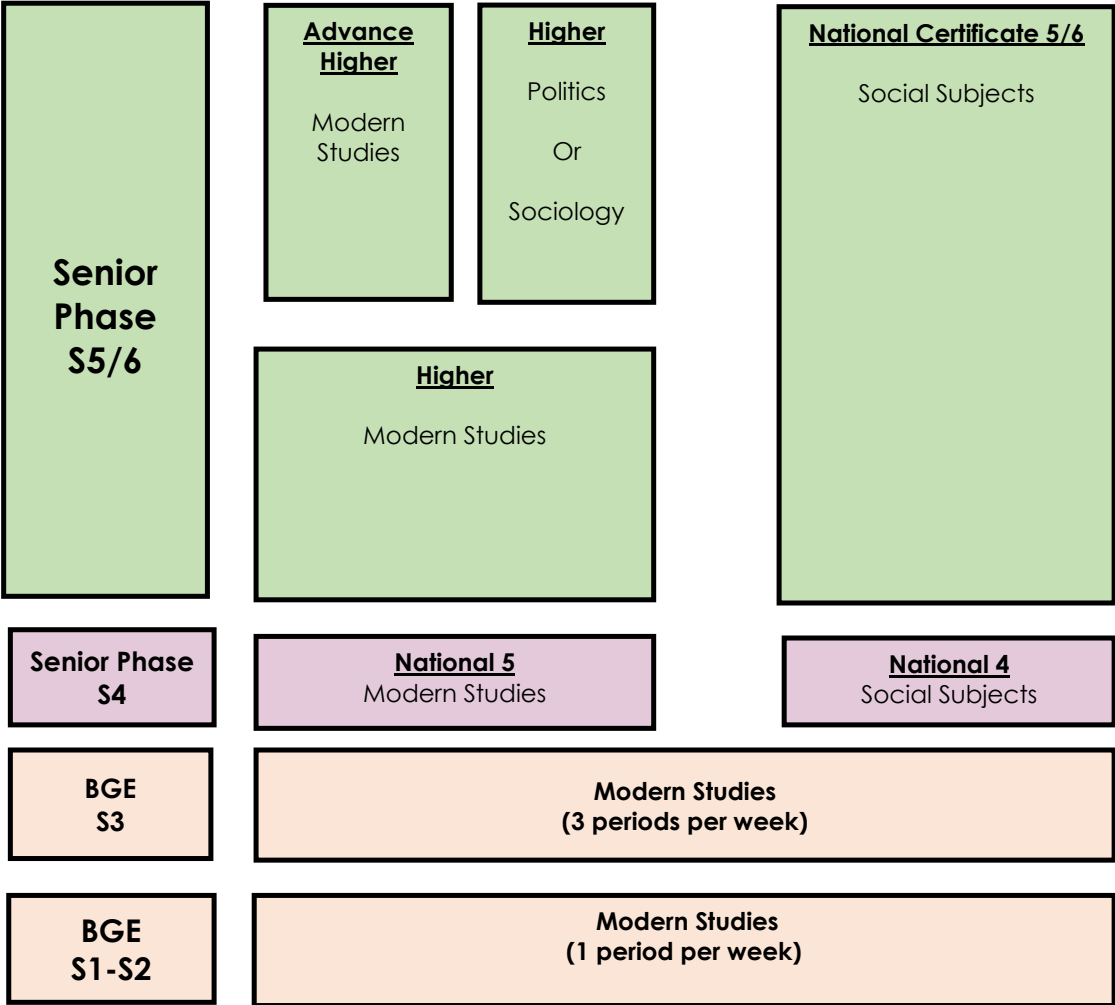 Senior
Phase
S5/6
Advance
Higher
Modern
Studies
Higher
Politics
Or
Sociology
National Certificate 5/6
Social Subjects
Higher
Modern Studies
Senior Phase
S4
National 5
Modern Studies
National 4
Social Subjects
BGE
S3
Modern Studies
(3 periods per week)
BGE
S1-S2
Modern Studies
(1 period per week)